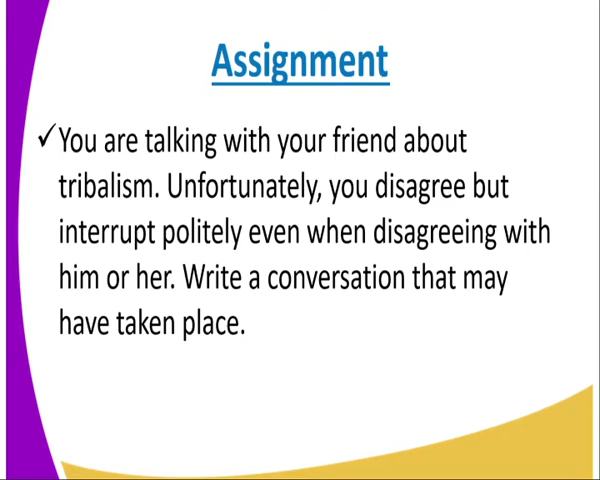 Assignment
✓You are talking with your friend about
tribalism. Unfortunately, you disagree but
interrupt politely even when disagreeing with
him or her. Write a conversation that may
have taken place.